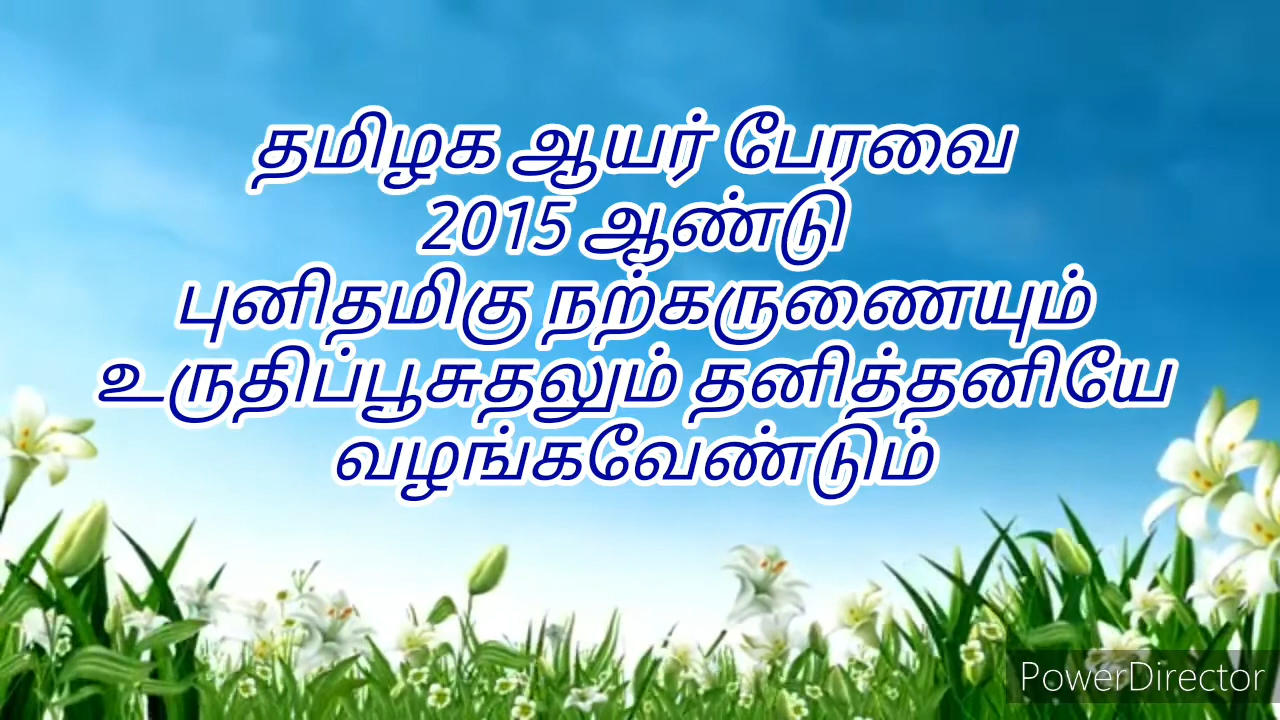 தமிழக ஆயர் பேரவை
2015 ஆண்டு
புனிதமிகு நற்கருணையும்
உருதிப்பூசுதலும் தனித்தனியே
வழங்கவேண்டும்
PowerDirector